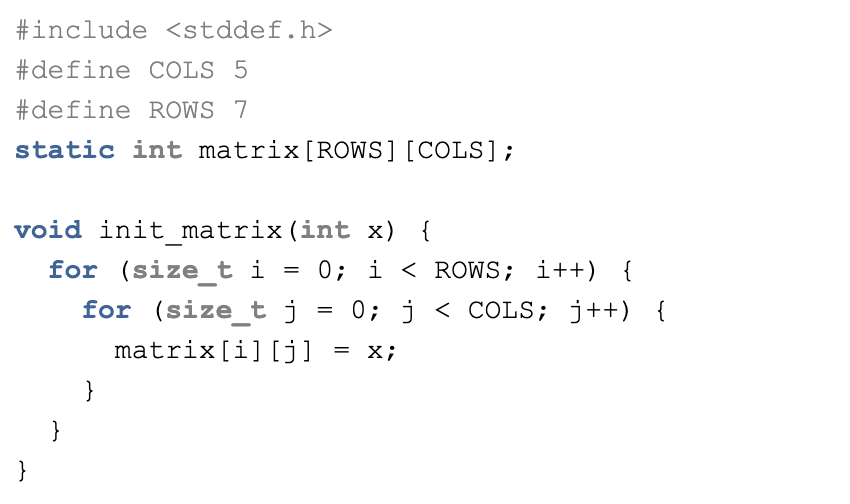 #include <stddef.h>
#define COLS 5
#define ROWS 7
static int matrix[ROWS][COLS];

void init_matrix(int x) {
  for (size_t i = 0; i < ROWS; i++) {
    for (size_t j = 0; j < COLS; j++) {
      matrix[i][j] = x;
    }
  }
}